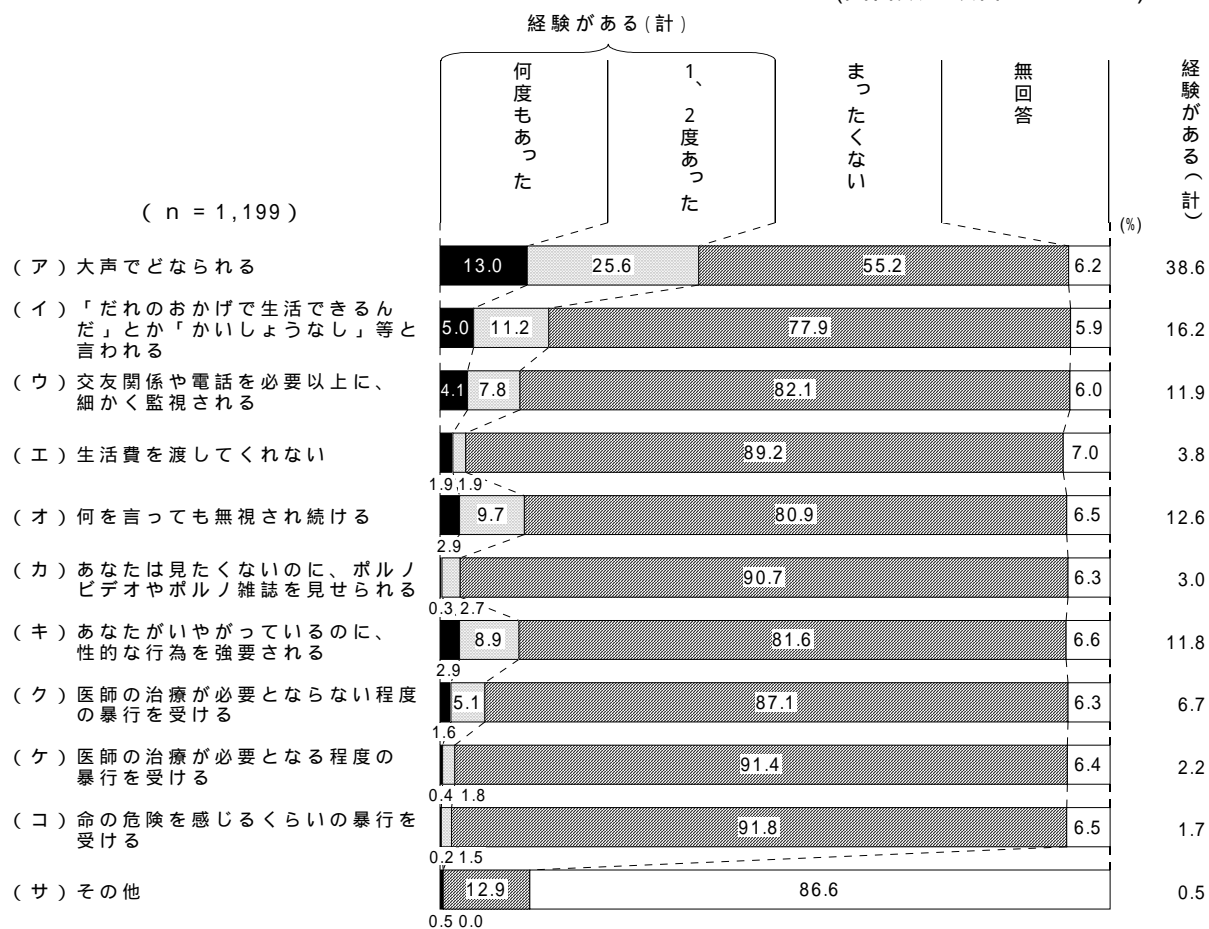 経験がある(計)
何度もあった
1、2度あった
まったくない
無回答
経験がある(計)
(n=1,199)
(%)
(ア)大声でどなられる
13.0 25.6 55.2 6.2 38.6
(イ)「だれのおかげで生活できるん
だ」とか「かいしょうなし」等と
言われる
5.0 11.2 77.9 5.9 16.2
(ウ)交友関係や電話を必要以上に、
細かく監視される
4.1 7.8 82.1 6.0 11.9
(エ)生活費を渡してくれない
89.2 7.0 3.8
1.9 1.9
(オ)何を言っても無視され続ける
9.7 80.9 6.5 12.6
2.9
(カ)あなたは見たくないのに、ポルノ
ビデオやポルノ雑誌を見せられる
90.7 6.3 3.0
0.3 2.7
(キ)あなたがいやがっているのに、
性的な行為を強要される
8.9 81.6 6.6 11.8
2.9
(ク)医師の治療が必要とならない程度
の暴行を受ける
5.1 87.1 6.3 6.7
1.6
(ケ)医師の治療が必要となる程度の
暴行を受ける
91.4 6.4 2.2
0.4 1.8
(コ)命の危険を感じるくらいの暴行を
受ける
91.8 6.5 1.7
0.2 1.5
(サ)その他
12.9 86.6 0.5
0.5 0.0